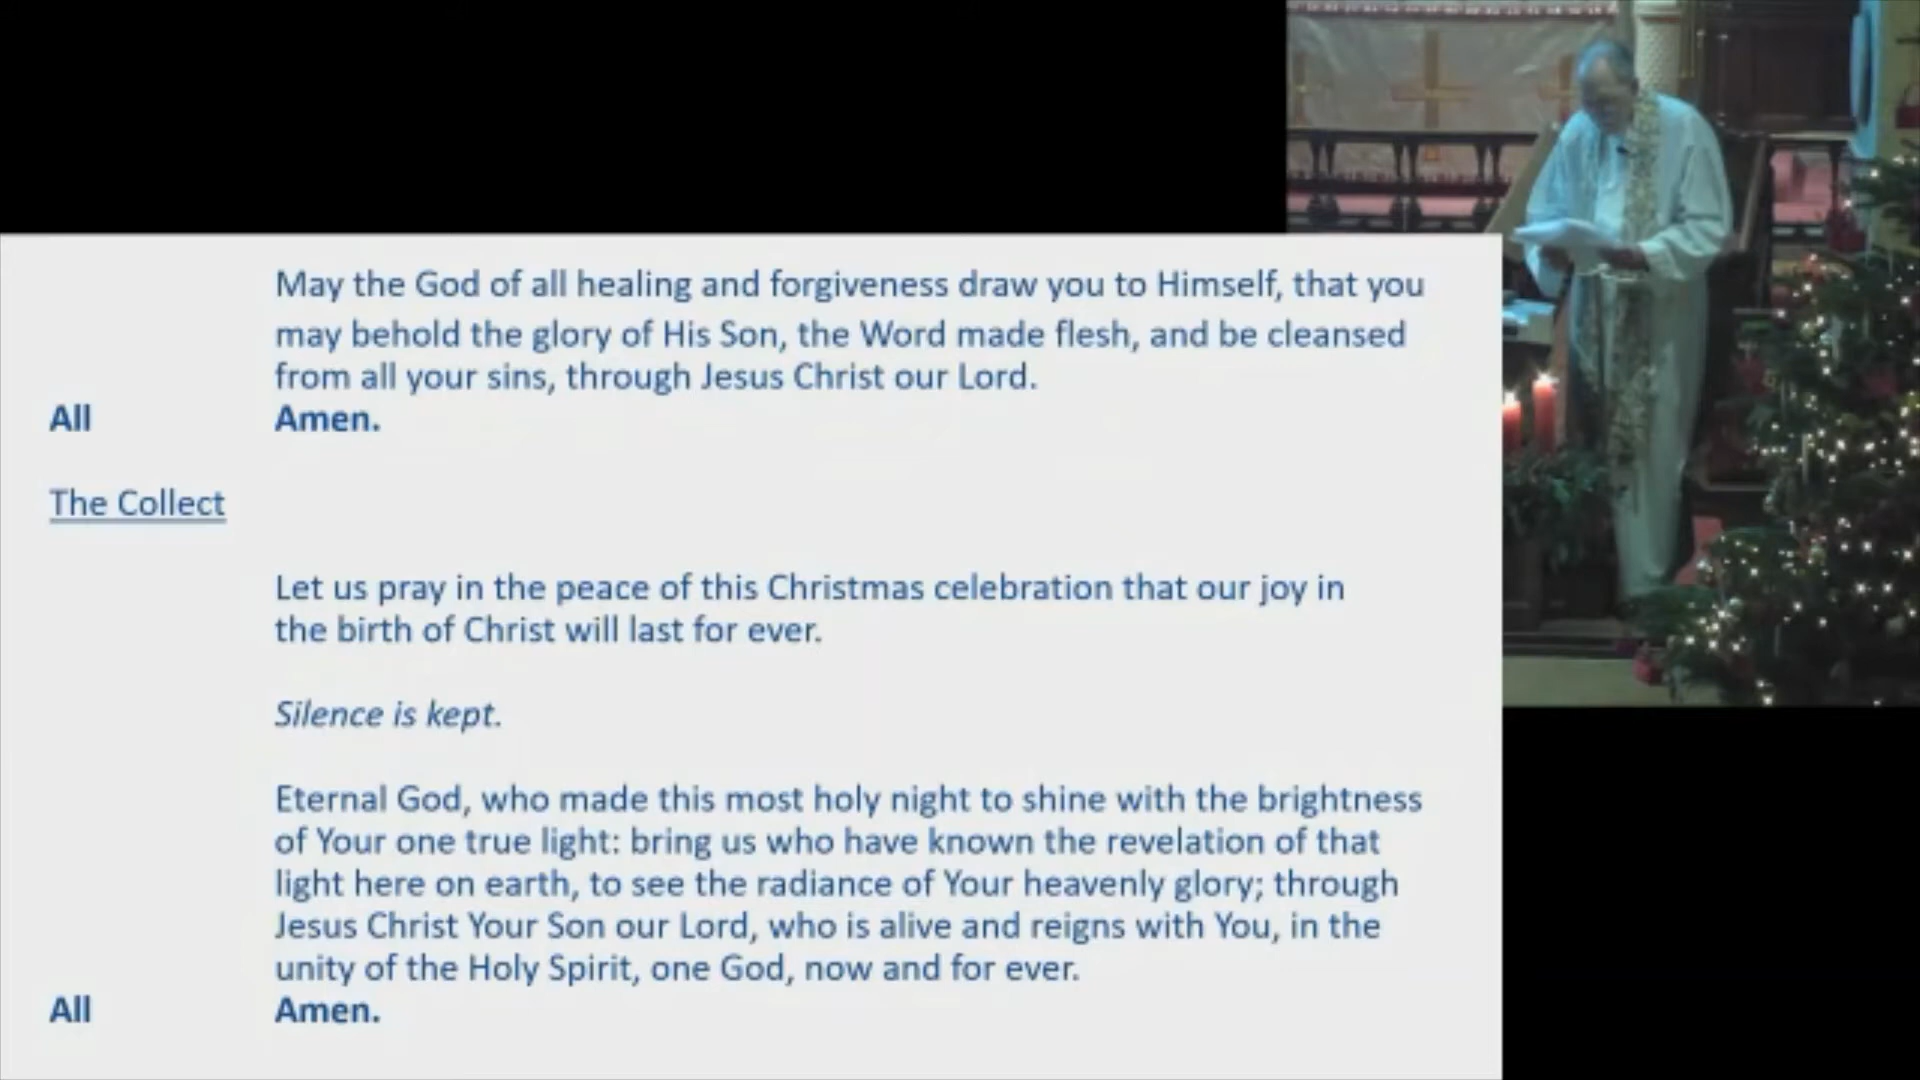 May the God of all healing and forgiveness draw you to Himself, that you
may behold the glory of His Son, the Word made flesh, and be cleansed
from all your sins, through Jesus Christ our Lord.
All Amen.
The Collect
Let us pray in the peace of this Christmas celebration that our joy in
the birth of Christ will last for ever.
Silence is kept.
Eternal God, who made this most holy night to shine with the brightness
of Your one true light: bring us who have known the revelation of that
light here on earth, to see the radiance of Your heavenly glory; through
Jesus Christ Your Son our Lord, who is alive and reigns with You, in the
unity of the Holy Spirit, one God, now and for ever.
All Amen.